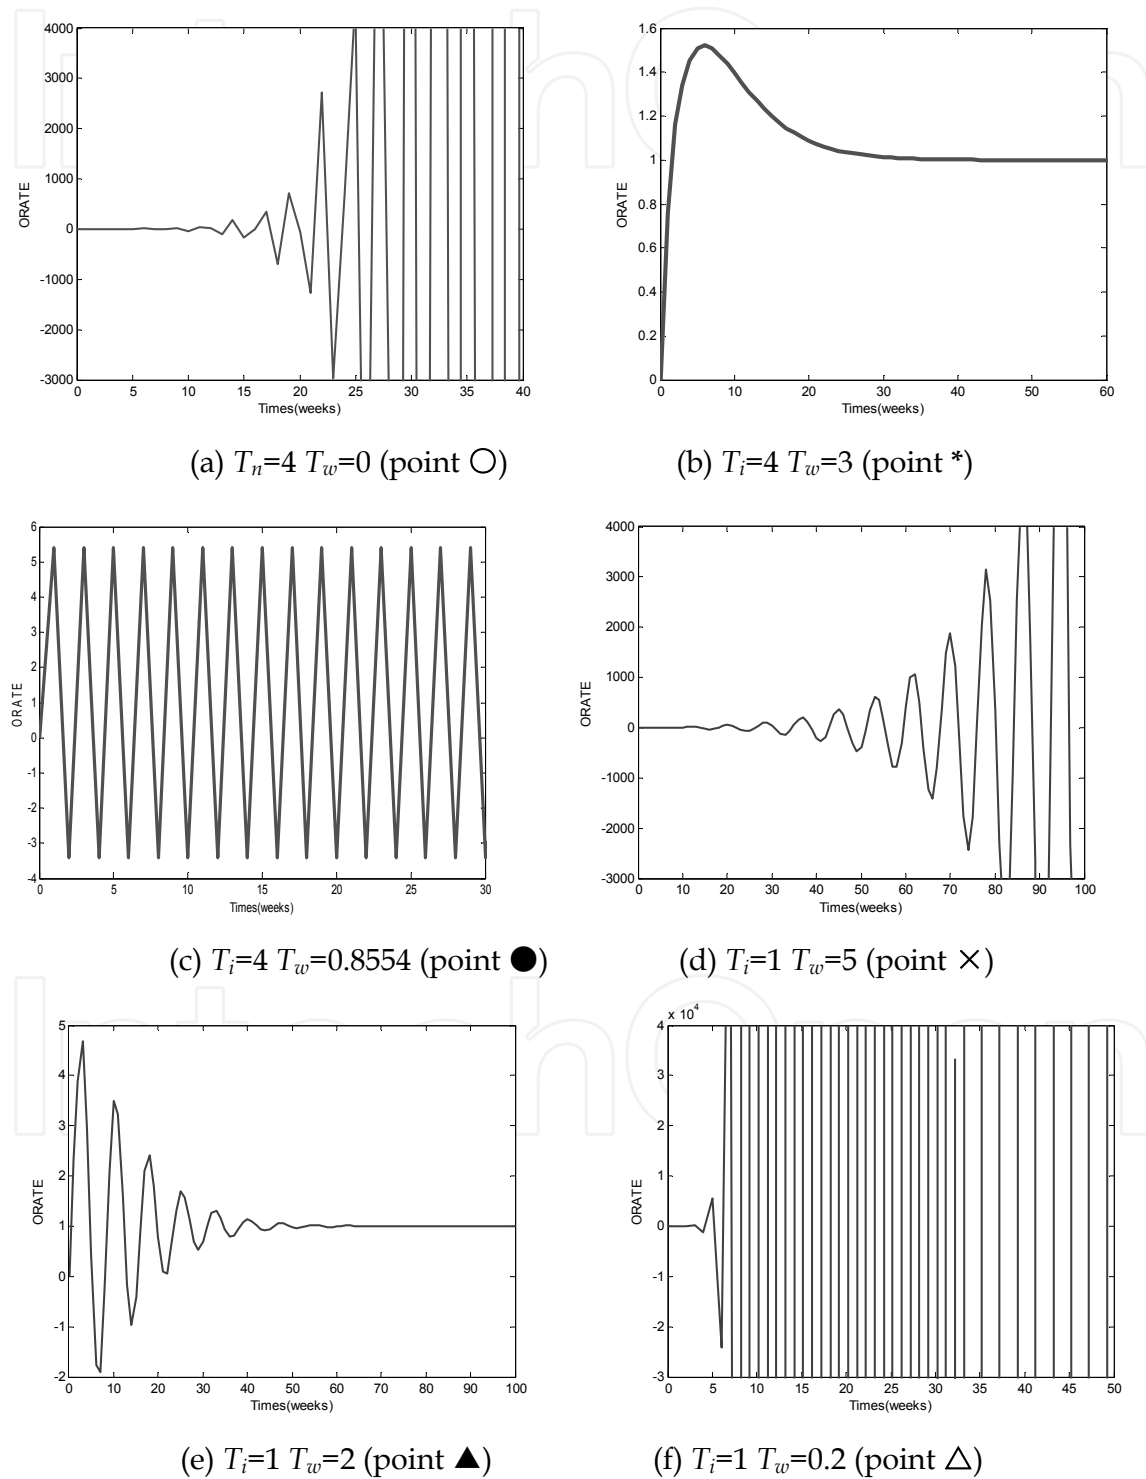 4000
3000
2000
1000
0
-1000
-2000
-3000
ORATE
0 5 10 15 20 25 30 35 40
Times(weeks)
(a) Tn=4 Tw=0 (point ○)
1.6
1.4
1.2
1
0.8
0.6
0.4
0.2
0
ORATE
0 10 20 30 40 50 60
Times(weeks)
(b) Ti=4 Tw=3 (point *)
6
5
4
3
2
1
0
-1
-2
-3
-4
ORATE
0 5 10 15 20 25 30
Times(weeks)
(c) Ti=4 Tw=0.8554 (point ●)
4000
3000
2000
1000
0
-1000
-2000
-3000
ORATE
0 10 20 30 40 50 60 70 80 90 100
Times(weeks)
(d) Ti=1 Tw=5 (point ×)
5
4
3
2
1
0
-1
-2
ORATE
0 10 20 30 40 50 60 70 80 90 100
Times(weeks)
(e) Ti=1 Tw=2 (point ▲)
x 10^4
4
3
2
1
0
-1
-2
-3
ORATE
0 5 10 15 20 25 30 35 40 45 50
Times(weeks)
(f) Ti=1 Tw=0.2 (point △)